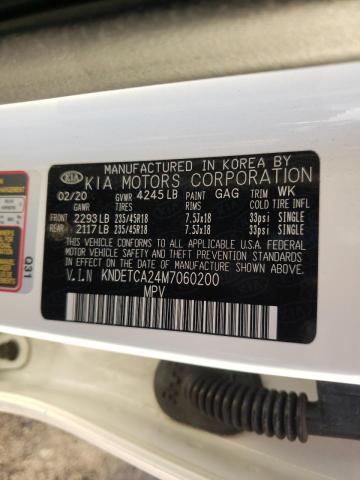 MANUFACTURED IN KOREA BY
KIA KIA MOTORS CORPORATION
02/20 GVWR 4245 LB PAINT GAG TRIM WK
RIMS COLD TIRE INFL
FRONT 2293 LB 235/45R18 7.5Jx18 33psi SINGLE
REAR 2117 LB 235/45R18 7.5Jx18 33psi SINGLE
THIS VEHICLE CONFORMS TO ALL APPLICABLE U.S.A FEDERAL
MOTOR VEHICLE SAFETY AND THEFT PREVENTION STANDARDS IN
EFFECT ON THE DATE OF MANUFACTURE SHOWN ABOVE.
V.I.N KNDETCA24M7060200
MPV
Q31